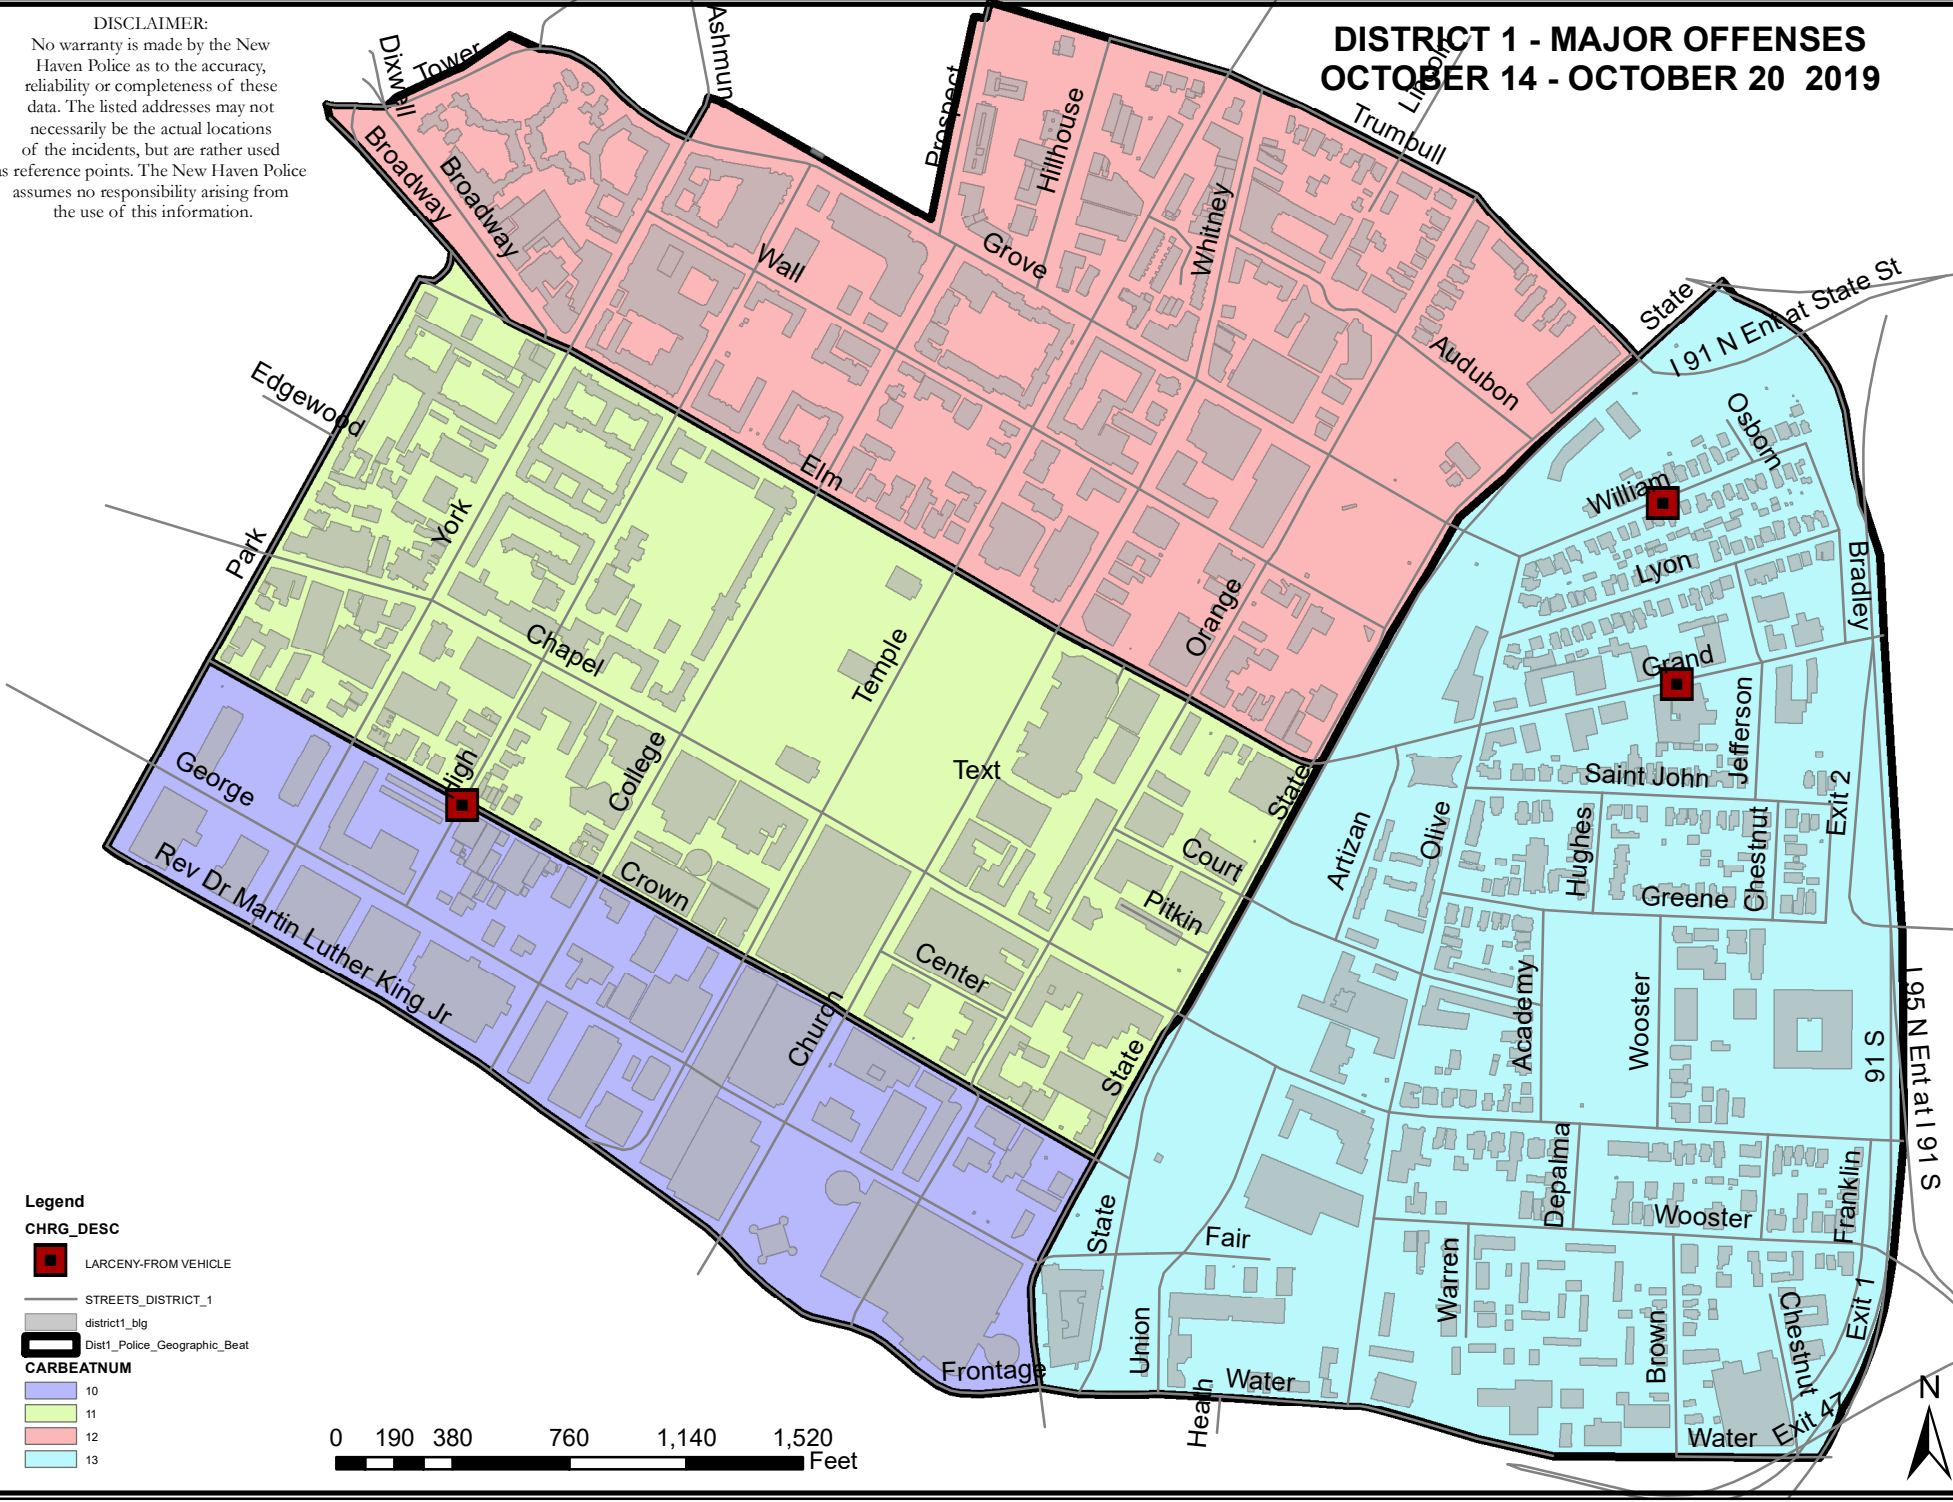 DISCLAIMER:
No warranty is made by the New
Haven Police as to the accuracy,
reliability or completeness of these
data. The listed addresses may not
necessarily be the actual locations
of the incidents, but are rather used
as reference points. The New Haven Police
assumes no responsibility arising from
the use of this information.
DISTRICT 1 - MAJOR OFFENSES
OCTOBER 14 - OCTOBER 20 2019
Dixwell
Tower
Ashmun
Prospect
Hillhouse
Lincoln
Trumbull
Broadway
Broadway
Wall
Grove
Whitney
Audubon
State
I 91 N Ent at State St
Edgewood
Elm
Osborn
William
Park
York
Lyon
Bradley
Chapel
Temple
Orange
Grand
George
High
College
Text
State
Jefferson
Saint John
Exit 2
Artizan
Olive
Hughes
Chestnut
Greene
Court
Pitkin
Crown
Rev Dr Martin Luther King Jr
Center
Church
State
Academy
Wooster
91 S
I 95 N Ent at I 91 S
Depalma
Franklin
Wooster
State
Fair
Warren
Union
Brown
Chestnut
Exit 1
Frontage
Water
Heath
Water
Exit 47
N
Legend
CHRG_DESC
LARCENY-FROM VEHICLE
STREETS_DISTRICT_1
district1_blg
Dist1_Police_Geographic_Beat
CARBEATNUM
10
11
12
13
0 190 380 760 1,140 1,520
Feet